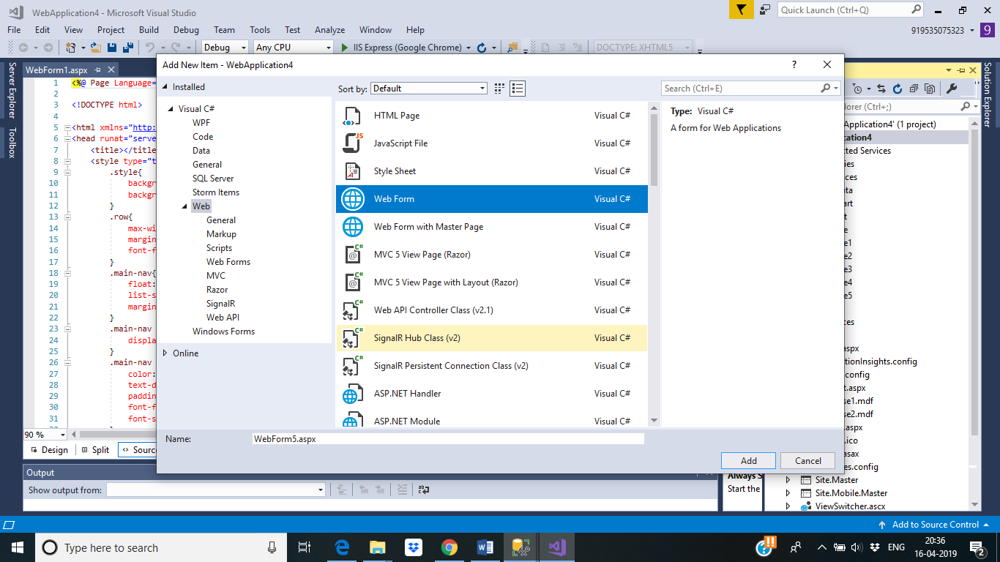 WebApplication4 - Microsoft Visual Studio
Quick Launch (Ctrl+Q)
File Edit View Project Build Debug Team Tools Test Analyze Window Help
919535075323 9
Debug Any CPU IIS Express (Google Chrome) DOCTYPE: XHTML5
Server Explorer
Toolbox
WebForm1.aspx
1 <%@ Page Language=
2
3 <!DOCTYPE html>
4
5 <html xmlns="http:
6 <head runat="serve
7 <title></title
8 <style type="t
9 .style{
10 backgr
11 backgr
12 }
13 .row{
14 max-wi
15 margin
16 font-f
17 }
18 .main-nav{
19 float:
20 list-s
21 margin
22 }
23 .main-nav
24 displa
25 }
26 .main-nav
27 color:
28 text-d
29 paddin
30 font-f
31 font-s
90 %
Design Split Sourc
Add New Item - WebApplication4
?
Installed
Sort by: Default
Search (Ctrl+E)
Visual C#
WPF
Code
Data
General
SQL Server
Storm Items
Web
General
Markup
Scripts
Web Forms
MVC
Razor
SignalR
Web API
Windows Forms
Online
HTML Page Visual C#
JavaScript File Visual C#
Style Sheet Visual C#
Web Form Visual C#
Web Form with Master Page Visual C#
MVC 5 View Page (Razor) Visual C#
MVC 5 View Page with Layout (Razor) Visual C#
Web API Controller Class (v2.1) Visual C#
SignalR Hub Class (v2) Visual C#
SignalR Persistent Connection Class (v2) Visual C#
ASP.NET Handler Visual C#
ASP.NET Module Visual C#
Type: Visual C#
A form for Web Applications
Name: WebForm5.aspx
Add Cancel
Solution Explorer
lorer (Ctrl+;)
Application4' (1 project)
cation4
cted Services
ies
ces
ata
art
t
e
e1
e2
e3
e4
e5
ces
aspx
tionInsights.config
config
t.aspx
se1.mdf
se2.mdf
.aspx
.ico
asax
es.config
Site.Master
Site.Mobile.Master
ViewSwitcher.ascx
Always S
Start the
Output
Show output from:
Add to Source Control
Type here to search
ENG
20:36
16-04-2019
2